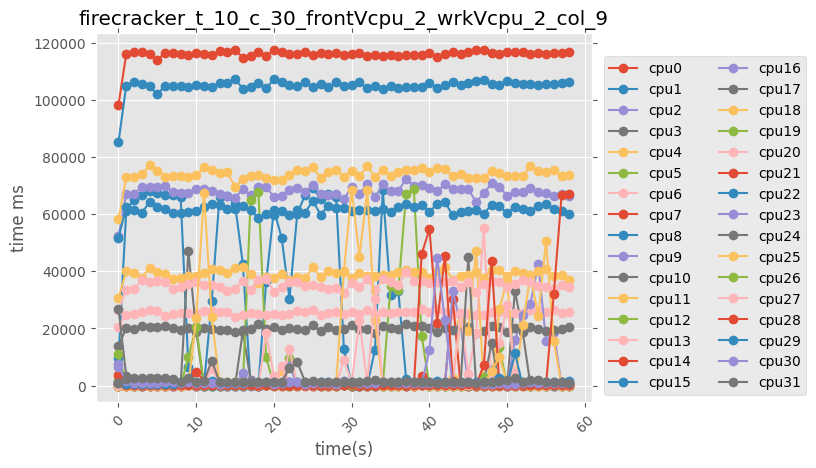 firecracker_t_10_c_30_frontVcpu_2_wrkVcpu_2_col_9
120000
100000
80000
60000
40000
20000
0
time ms
0
10
20
30
40
50
60
time(s)
cpu0
cpu1
cpu2
cpu3
cpu4
cpu5
cpu6
cpu7
cpu8
cpu9
cpu10
cpu11
cpu12
cpu13
cpu14
cpu15
cpu16
cpu17
cpu18
cpu19
cpu20
cpu21
cpu22
cpu23
cpu24
cpu25
cpu26
cpu27
cpu28
cpu29
cpu30
cpu31